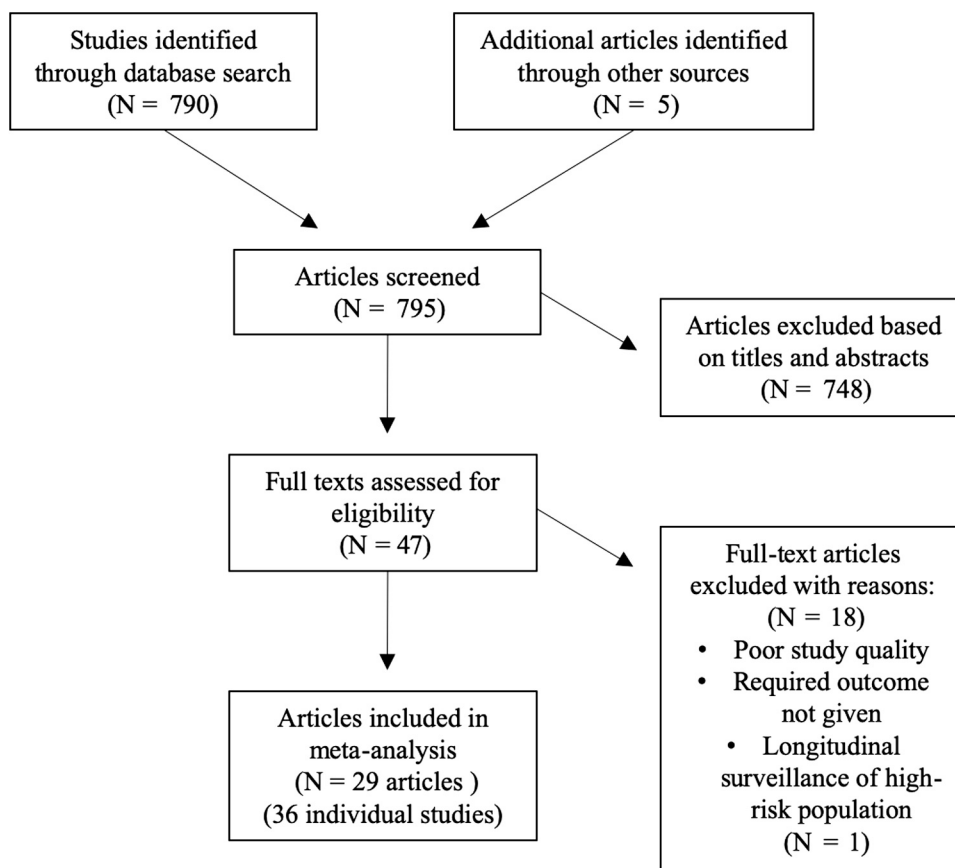 Studies identified
through database search
(N = 790)
Additional articles identified
through other sources
(N = 5)
Articles screened
(N = 795)
Articles excluded based
on titles and abstracts
(N = 748)
Full texts assessed for
eligibility
(N = 47)
Full-text articles
excluded with reasons:
(N = 18)
• Poor study quality
• Required outcome
not given
• Longitudinal
surveillance of high-
risk population
(N = 1)
Articles included in
meta-analysis
(N = 29 articles )
(36 individual studies)